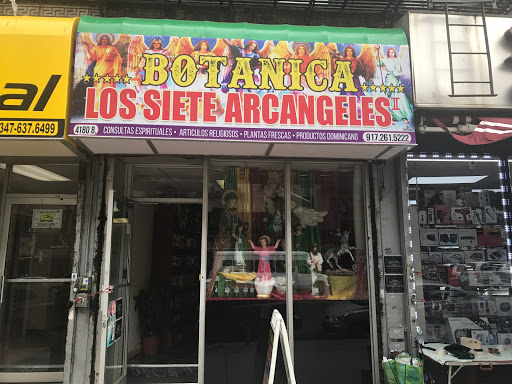 al
347-637.6499
BOTANICA
LOS SIETE ARCANGELES II
4180 B
CONSULTAS ESPIRITUALES • ARTICULOS RELIGIOSOS • PLANTAS FRESCAS • PRODUCTOS DOMINICANO
917.261.5222